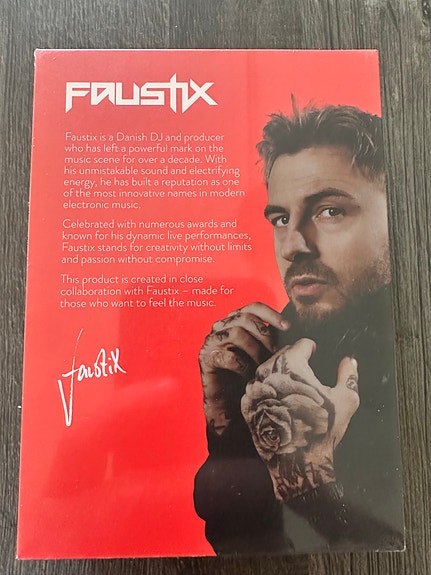 FAUSTIX
Faustix is a Danish DJ and producer
who has left a powerful mark on the
music scene for over a decade. With
his unmistakable sound and electrifying
energy, he has built a reputation as one
of the most innovative names in modern
electronic music.
Celebrated with numerous awards and
known for his dynamic live performances,
Faustix stands for creativity without limits
and passion without compromise.
This product is created in close
collaboration with Faustix – made for
those who want to feel the music.
Faustix